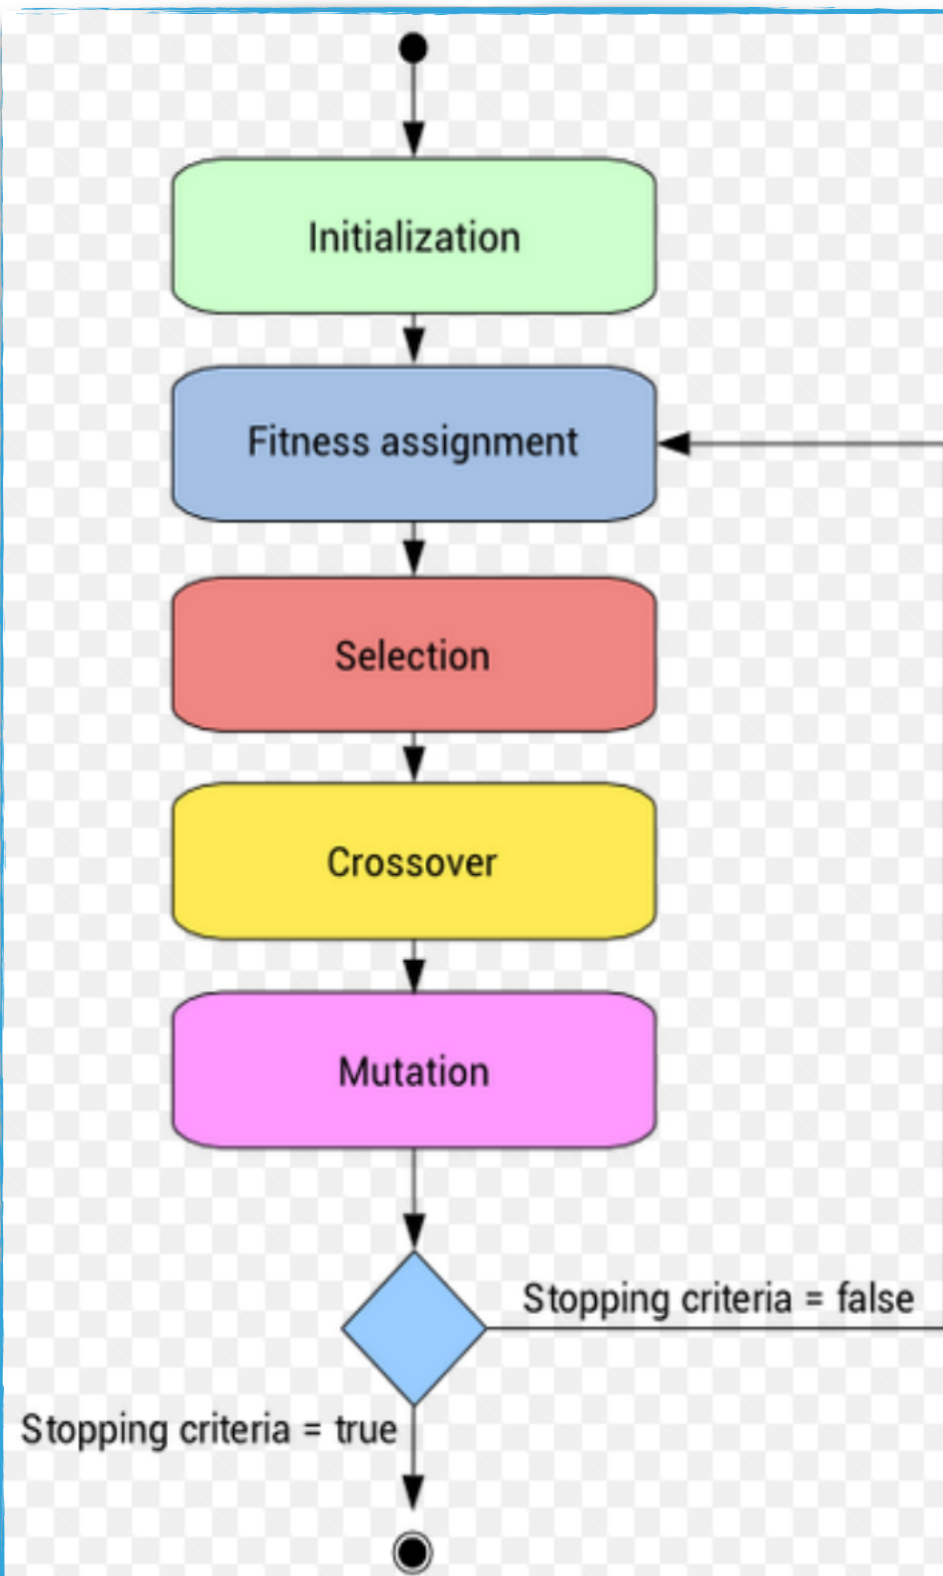 Initialization
Fitness assignment
Selection
Crossover
Mutation
Stopping criteria = false
Stopping criteria = true